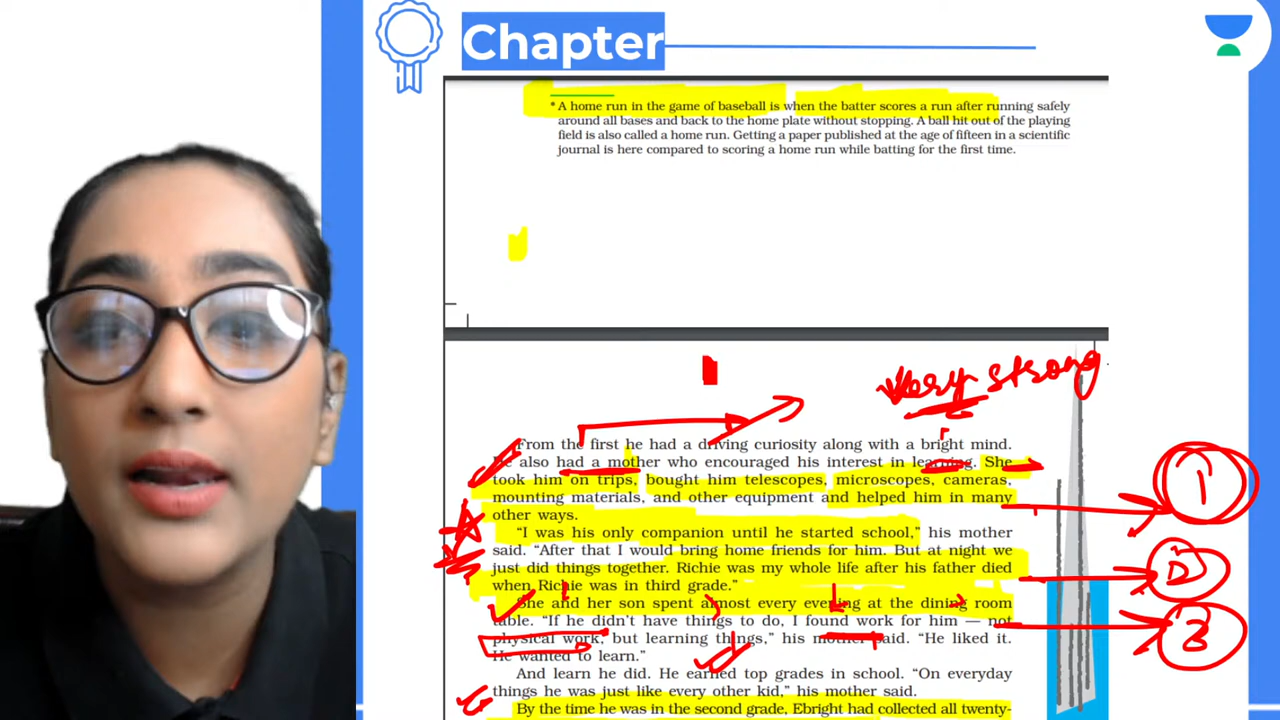 Chapter
* A home run in the game of baseball is when the batter scores a run after running safely
around all bases and back to the home plate without stopping. A ball hit out of the playing
field is also called a home run. Getting a paper published at the age of fifteen in a scientific
journal is here compared to scoring a home run while batting for the first time.
Very strong
From the first he had a driving curiosity along with a bright mind.
He also had a mother who encouraged his interest in learning. She
took him on trips, bought him telescopes, microscopes, cameras,
mounting materials, and other equipment and helped him in many
other ways.
1
“I was his only companion until he started school,” his mother
said. “After that I would bring home friends for him. But at night we
just did things together. Richie was my whole life after his father died
when Richie was in third grade.”
2
She and her son spent almost every evening at the dining room
table. “If he didn’t have things to do, I found work for him — not
physical work, but learning things,” his mother said. “He liked it.
He wanted to learn.”
3
And learn he did. He earned top grades in school. “On everyday
things he was just like every other kid,” his mother said.
By the time he was in the second grade, Ebright had collected all twenty-